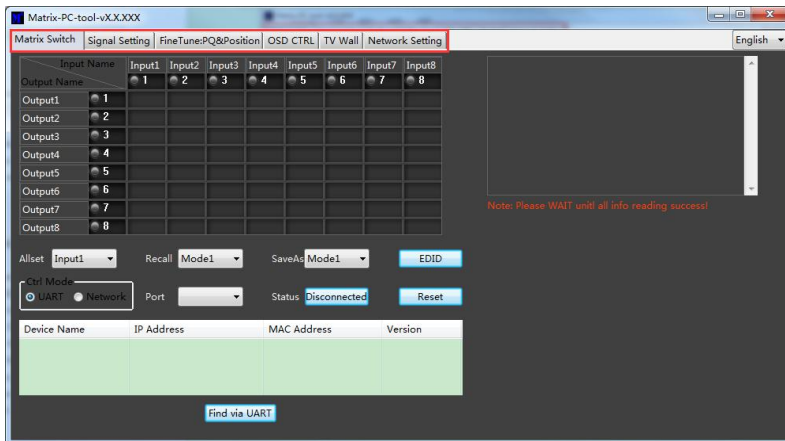 Matrix-PC-tool-vX.X.XXX
Matrix Switch Signal Setting FineTune:PQ&Position OSD CTRL TV Wall Network Setting English
Input Name Input1 Input2 Input3 Input4 Input5 Input6 Input7 Input8
Output Name 1 2 3 4 5 6 7 8
Output1 1
Output2 2
Output3 3
Output4 4
Output5 5
Output6 6
Output7 7
Output8 8
Note: Please WAIT unitl all info reading success!
Allset Input1 Recall Mode1 SaveAs Mode1 EDID
Ctrl Mode
UART Network Port Status Disconnected Reset
Device Name IP Address MAC Address Version
Find via UART